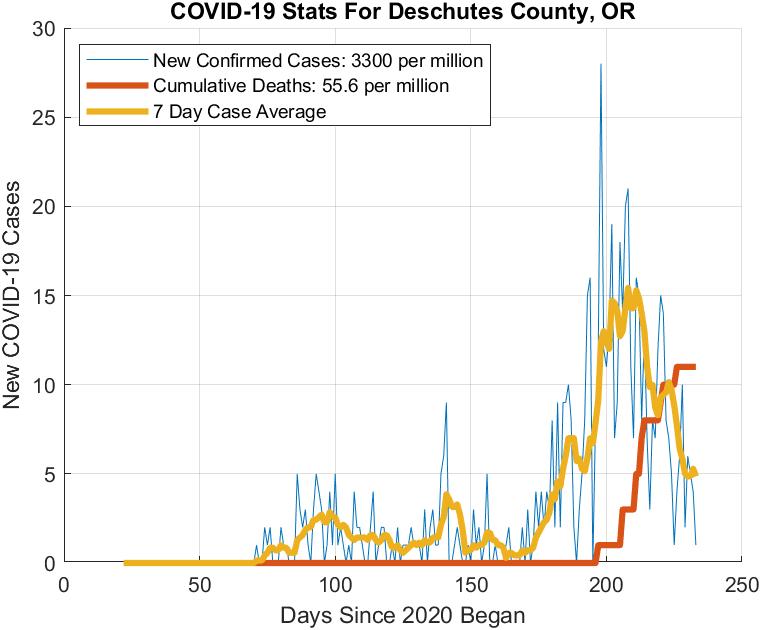 COVID-19 Stats For Deschutes County, OR
30
New Confirmed Cases: 3300 per million
Cumulative Deaths: 55.6 per million
7 Day Case Average
25
20
15
10
5
0
New COVID-19 Cases
0 50 100 150 200 250
Days Since 2020 Began